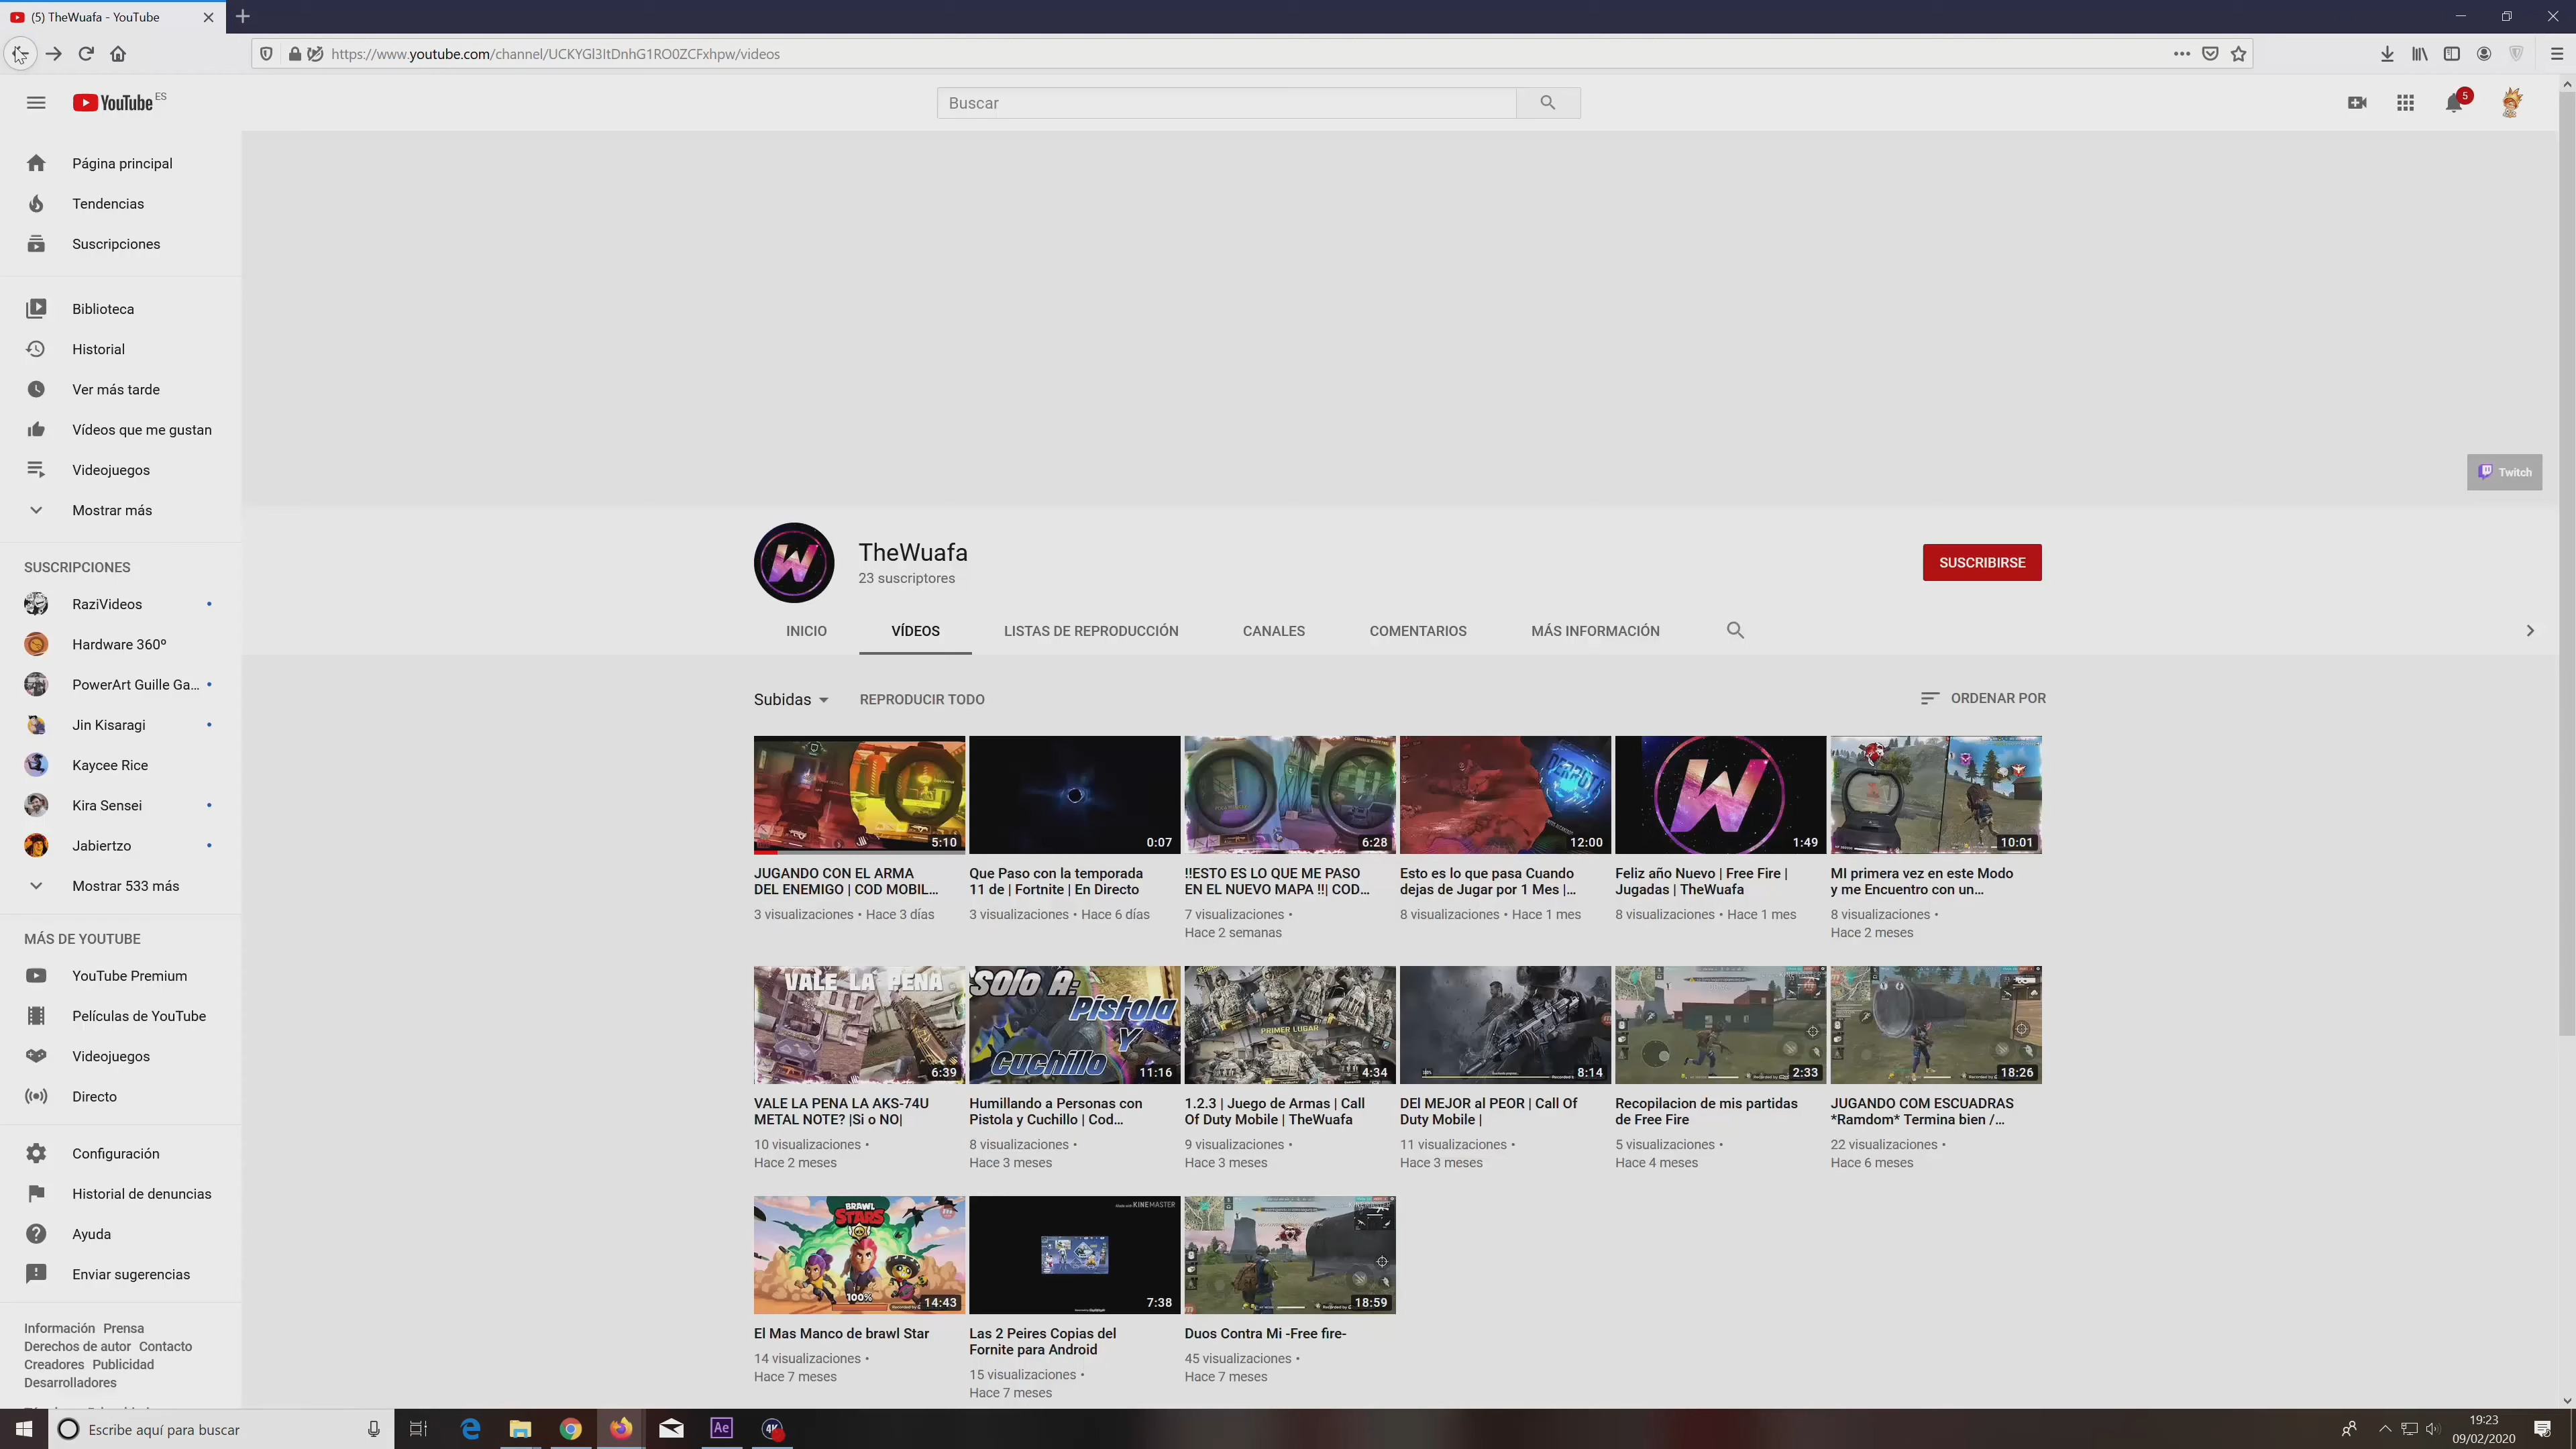 (5) TheWuafa - YouTube
https://www.youtube.com/channel/UCKYGl3ItDnhG1RO0ZCFxhpw/videos
YouTube ES
Buscar
5
Página principal
Tendencias
Suscripciones
Biblioteca
Historial
Ver más tarde
Vídeos que me gustan
Videojuegos
Mostrar más
SUSCRIPCIONES
RaziVideos
Hardware 360º
PowerArt Guille Ga...
Jin Kisaragi
Kaycee Rice
Kira Sensei
Jabiertzo
Mostrar 533 más
MÁS DE YOUTUBE
YouTube Premium
Películas de YouTube
Videojuegos
Directo
Configuración
Historial de denuncias
Ayuda
Enviar sugerencias
Información Prensa
Derechos de autor Contacto
Creadores Publicidad
Desarrolladores
Twitch
TheWuafa
23 suscriptores
SUSCRIBIRSE
INICIO VÍDEOS LISTAS DE REPRODUCCIÓN CANALES COMENTARIOS MÁS INFORMACIÓN
Subidas REPRODUCIR TODO ORDENAR POR
5:10
JUGANDO CON EL ARMA
DEL ENEMIGO | COD MOBIL...
3 visualizaciones • Hace 3 días
0:07
Que Paso con la temporada
11 de | Fortnite | En Directo
3 visualizaciones • Hace 6 días
6:28
!!ESTO ES LO QUE ME PASO
EN EL NUEVO MAPA !!| COD...
7 visualizaciones •
Hace 2 semanas
DERROTA
12:00
Esto es lo que pasa Cuando
dejas de Jugar por 1 Mes |...
8 visualizaciones • Hace 1 mes
W
1:49
Feliz año Nuevo | Free Fire |
Jugadas | TheWuafa
8 visualizaciones • Hace 1 mes
10:01
MI primera vez en este Modo
y me Encuentro con un...
8 visualizaciones •
Hace 2 meses
VALE LA PENA
6:39
VALE LA PENA LA AKS-74U
METAL NOTE? |Si o NO|
10 visualizaciones •
Hace 2 meses
SOLO A:
Pistola
Y
Cuchillo
11:16
Humillando a Personas con
Pistola y Cuchillo | Cod...
8 visualizaciones •
Hace 3 meses
PRIMER LUGAR
4:34
1.2.3 | Juego de Armas | Call
Of Duty Mobile | TheWuafa
9 visualizaciones •
Hace 3 meses
8:14
DEl MEJOR al PEOR | Call Of
Duty Mobile |
11 visualizaciones •
Hace 3 meses
2:33
Recopilacion de mis partidas
de Free Fire
5 visualizaciones •
Hace 4 meses
18:26
JUGANDO COM ESCUADRAS
*Ramdom* Termina bien /...
22 visualizaciones •
Hace 6 meses
BRAWL
STARS
100%
14:43
El Mas Manco de brawl Star
14 visualizaciones •
Hace 7 meses
Made with KINEMASTER
7:38
Las 2 Peires Copias del
Fornite para Android
15 visualizaciones •
Hace 7 meses
18:59
Duos Contra Mi -Free fire-
45 visualizaciones •
Hace 7 meses
Escribe aquí para buscar
Ae
4K
19:23
09/02/2020